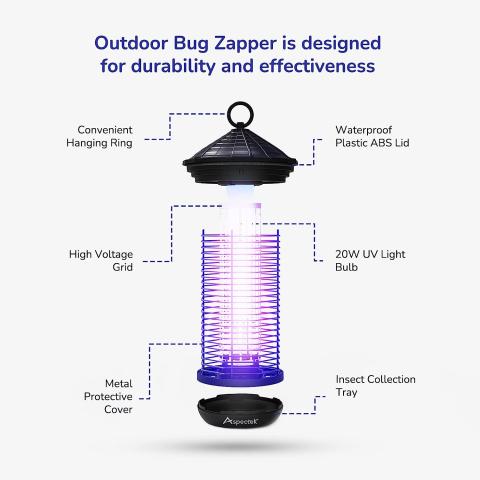 Outdoor Bug Zapper is designed
for durability and effectiveness
Convenient
Hanging Ring
Waterproof
Plastic ABS Lid
High Voltage
Grid
20W UV Light
Bulb
Metal
Protective
Cover
Insect Collection
Tray
Aspectek